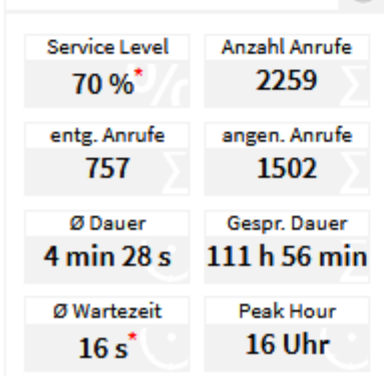 Service Level
70 %*
Anzahl Anrufe
2259
entg. Anrufe
757
angen. Anrufe
1502
Ø Dauer
4 min 28 s
Gespr. Dauer
111 h 56 min
Ø Wartezeit
16 s*
Peak Hour
16 Uhr